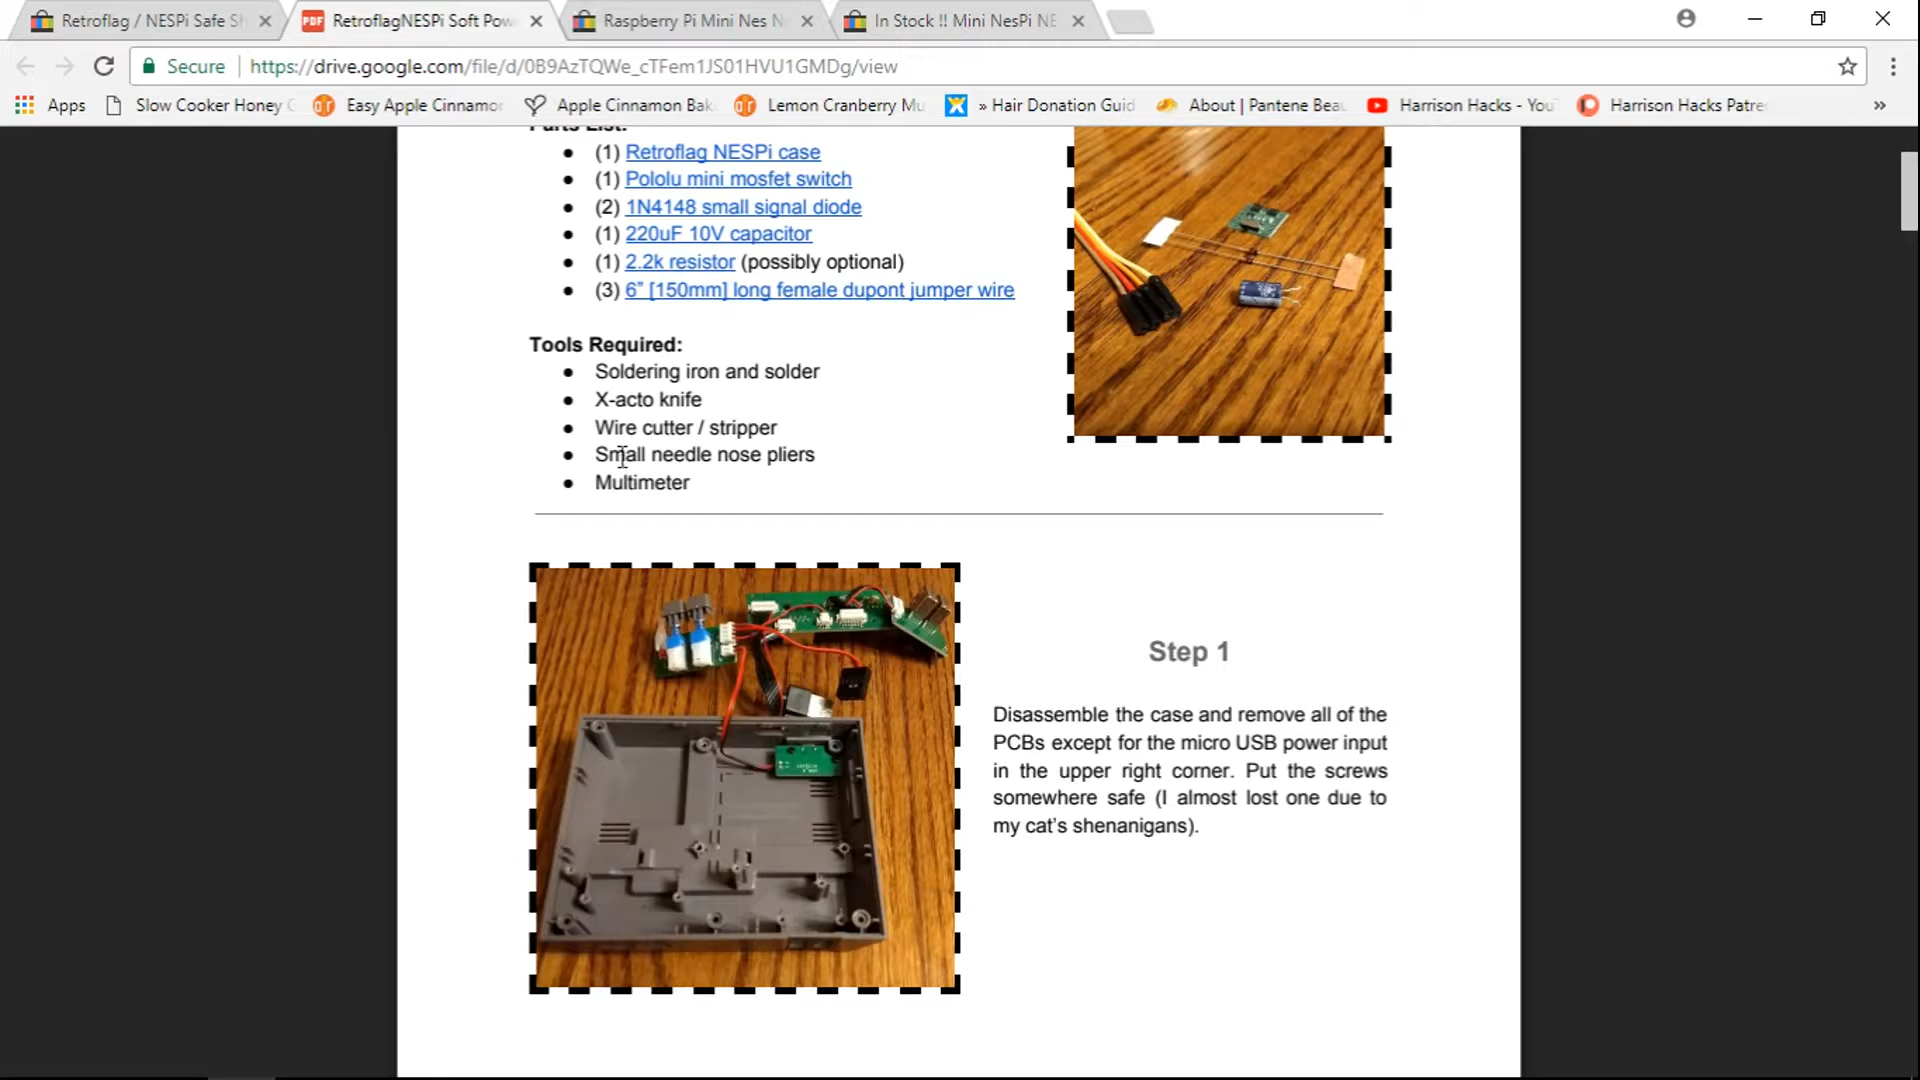 Retroflag / NESPi Safe Sh
RetroflagNESPi Soft Pow
Raspberry Pi Mini Nes N
In Stock !! Mini NesPi NE
Secure
https://drive.google.com/file/d/0B9AzTQWe_cTFem1JS01HVU1GMDg/view
Apps
Slow Cooker Honey G
Easy Apple Cinnamon
Apple Cinnamon Bak
Lemon Cranberry Mu
» Hair Donation Guid
About | Pantene Beau
Harrison Hacks - You
Harrison Hacks Patre
»
Parts List:
● (1) Retroflag NESPi case
● (1) Pololu mini mosfet switch
● (2) 1N4148 small signal diode
● (1) 220uF 10V capacitor
● (1) 2.2k resistor (possibly optional)
● (3) 6” [150mm] long female dupont jumper wire
Tools Required:
● Soldering iron and solder
● X-acto knife
● Wire cutter / stripper
● Small needle nose pliers
● Multimeter
Step 1
Disassemble the case and remove all of the
PCBs except for the micro USB power input
in the upper right corner. Put the screws
somewhere safe (I almost lost one due to
my cat’s shenanigans).